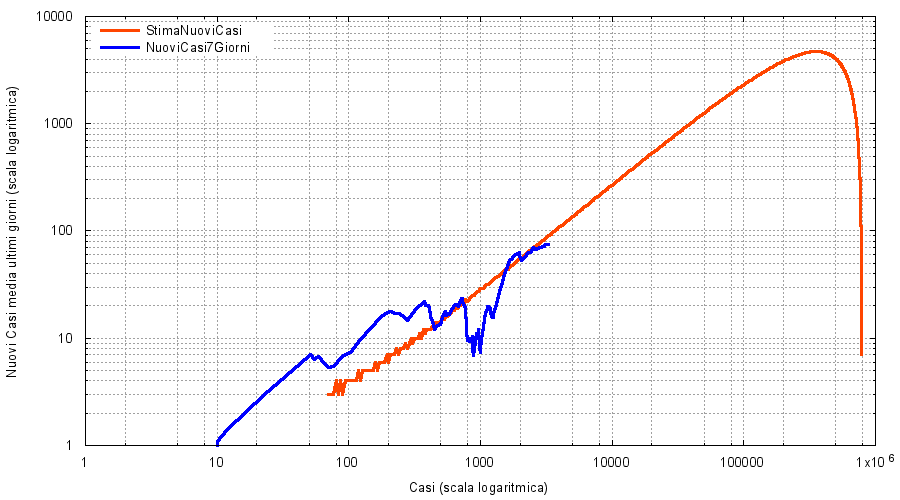 10000
StimaNuoviCasi
NuoviCasi7Giorni
1000
100
10
1
Nuovi Casi media ultimi giorni (scala logaritmica)
1 10 100 1000 10000 100000 1x10 6
Casi (scala logaritmica)